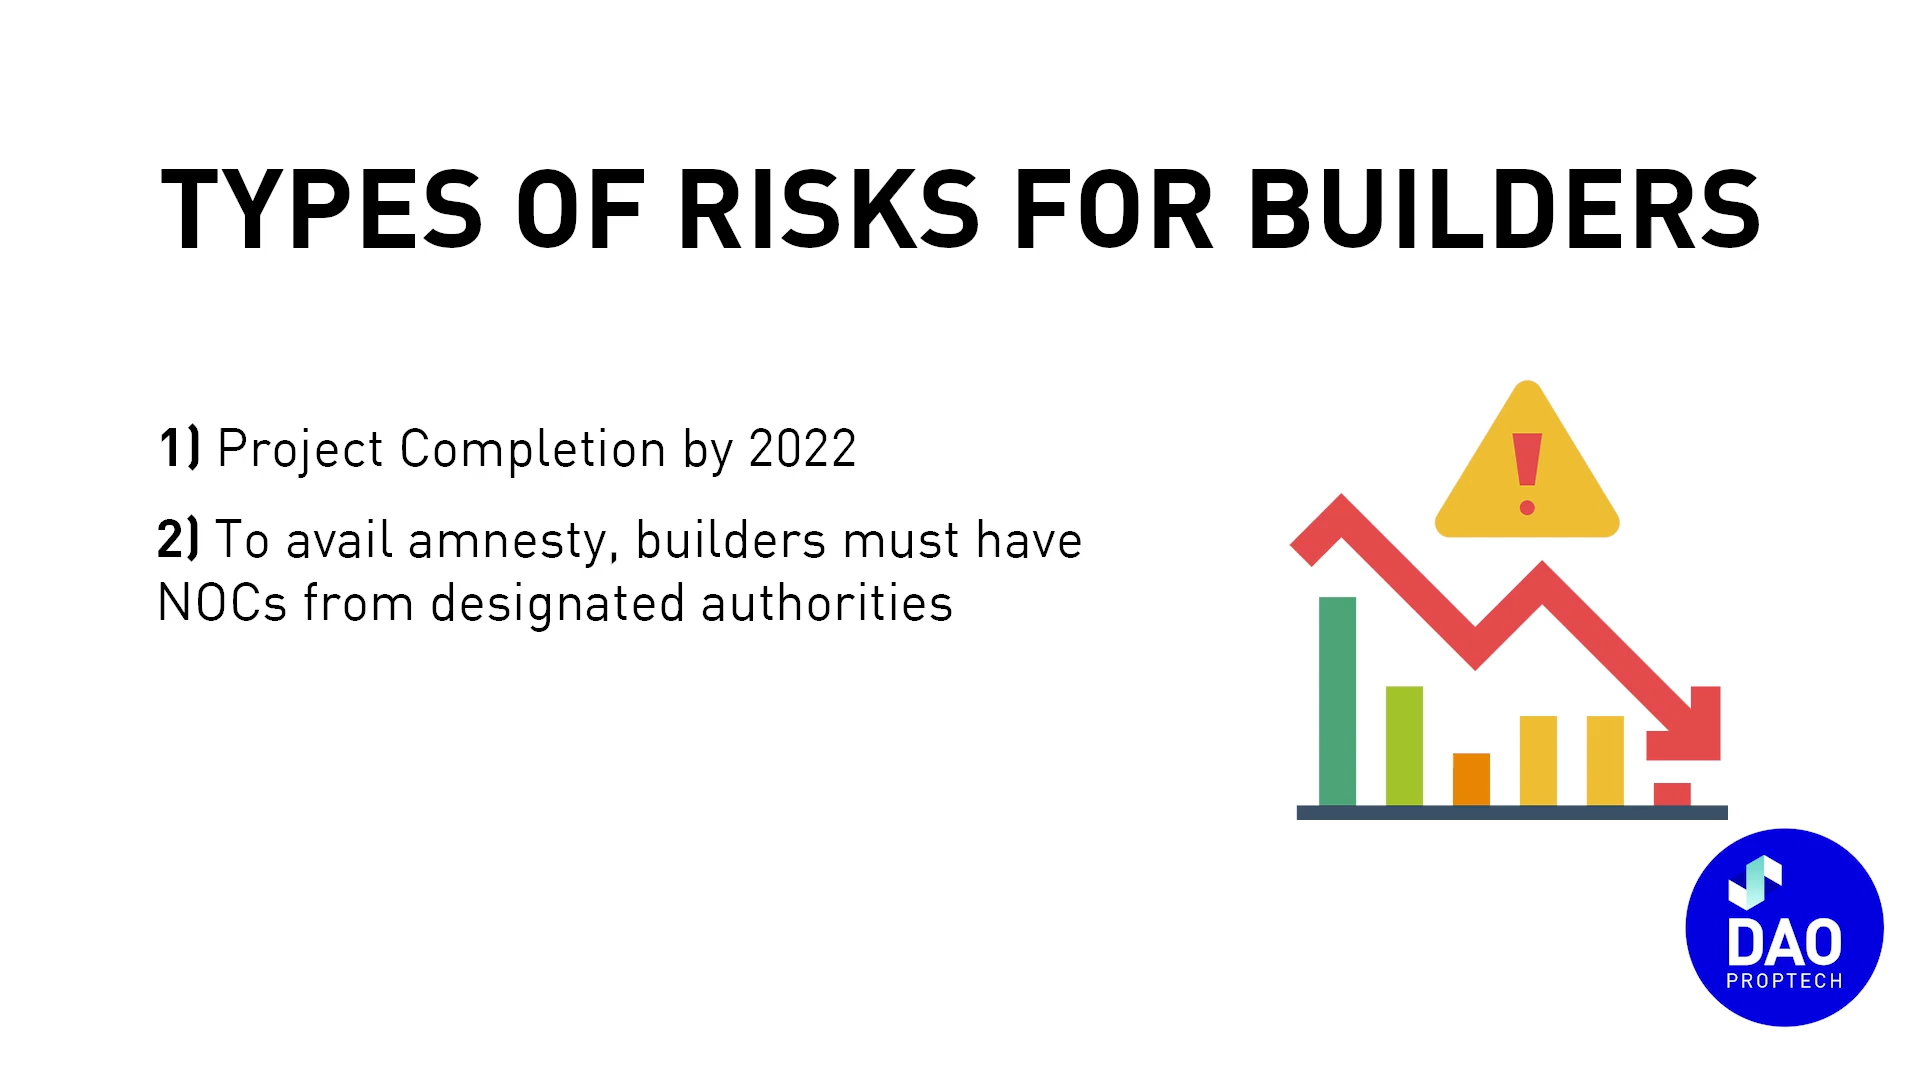 TYPES OF RISKS FOR BUILDERS
1) Project Completion by 2022
2) To avail amnesty, builders must have
NOCs from designated authorities
DAO
PROPTECH